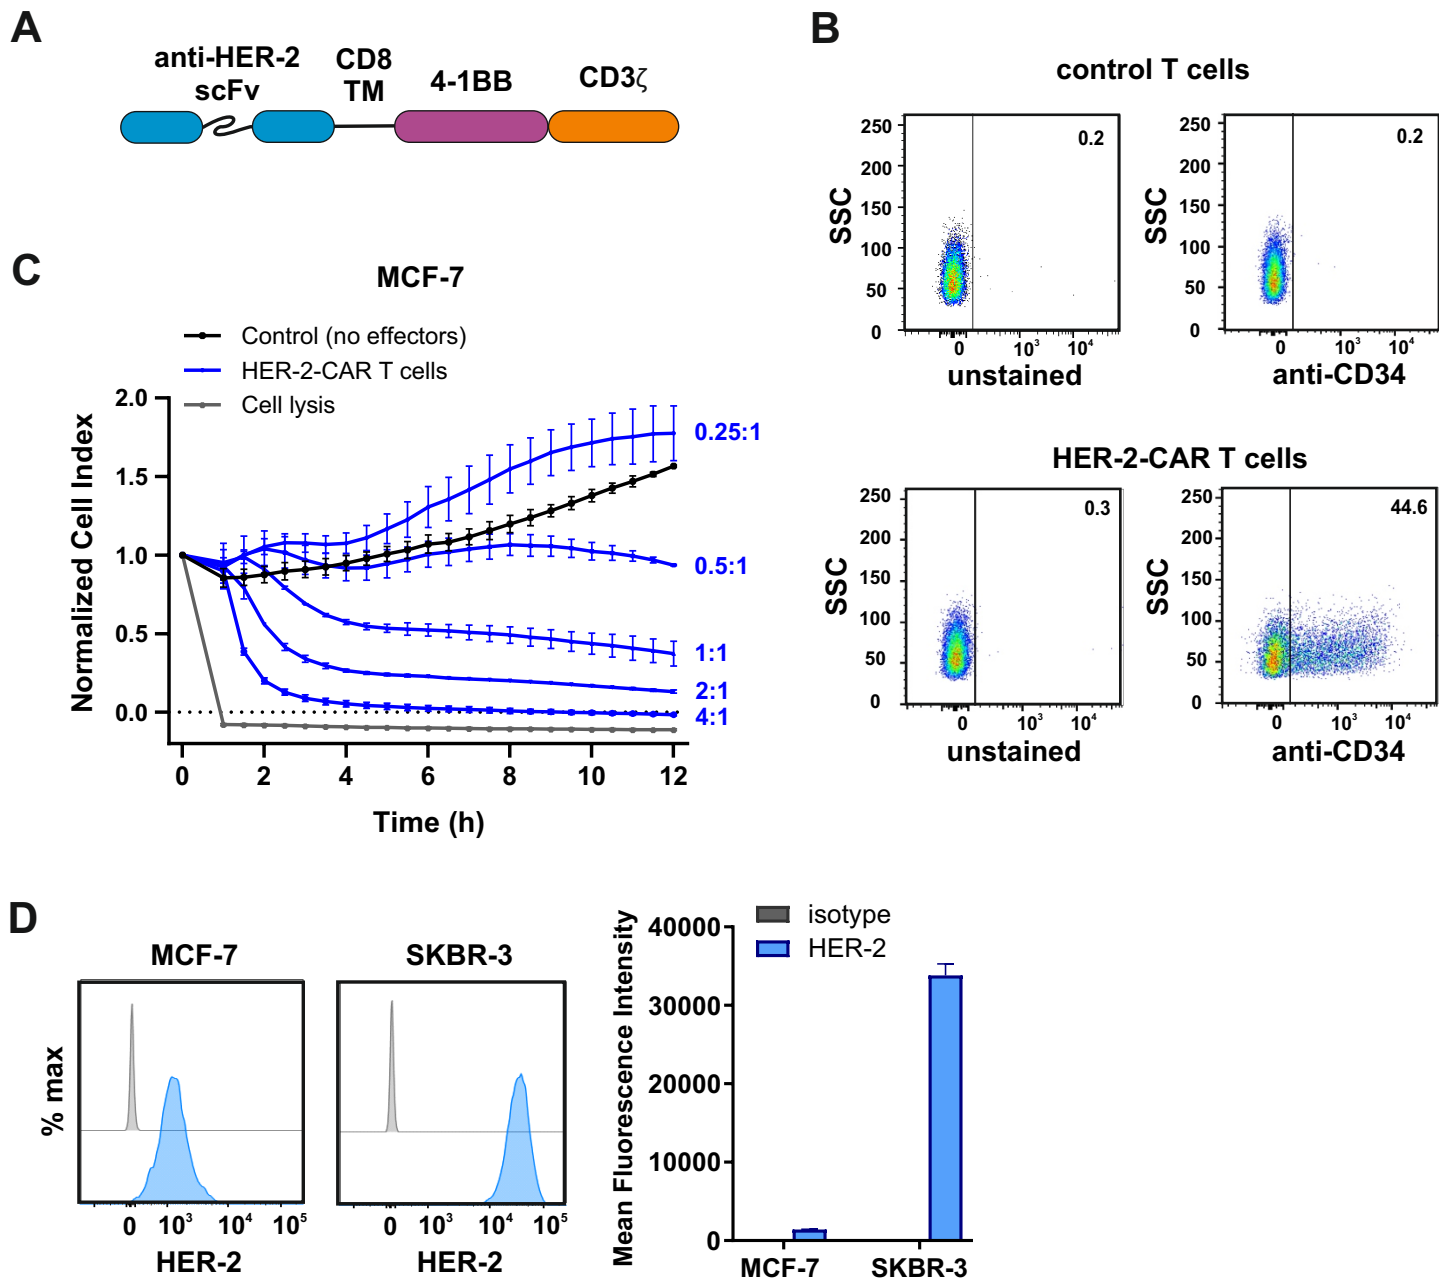 A
anti-HER-2
scFv
CD8
TM
4-1BB
CD3ζ
B
control T cells
SSC
250
200
150
100
50
0
0.2
0
10³
10⁴
unstained
SSC
250
200
150
100
50
0
0.2
0
10³
10⁴
anti-CD34
HER-2-CAR T cells
SSC
250
200
150
100
50
0
0.3
0
10³
10⁴
unstained
SSC
250
200
150
100
50
0
44.6
0
10³
10⁴
anti-CD34
C
MCF-7
Control (no effectors)
HER-2-CAR T cells
Cell lysis
Normalized Cell Index
2.0
1.5
1.0
0.5
0.0
0.25:1
0.5:1
1:1
2:1
4:1
0
2
4
6
8
10
12
Time (h)
D
MCF-7
% max
0
10³
10⁴
10⁵
HER-2
SKBR-3
0
10³
10⁴
10⁵
HER-2
isotype
HER-2
Mean Fluorescence Intensity
40000
30000
20000
10000
0
MCF-7
SKBR-3